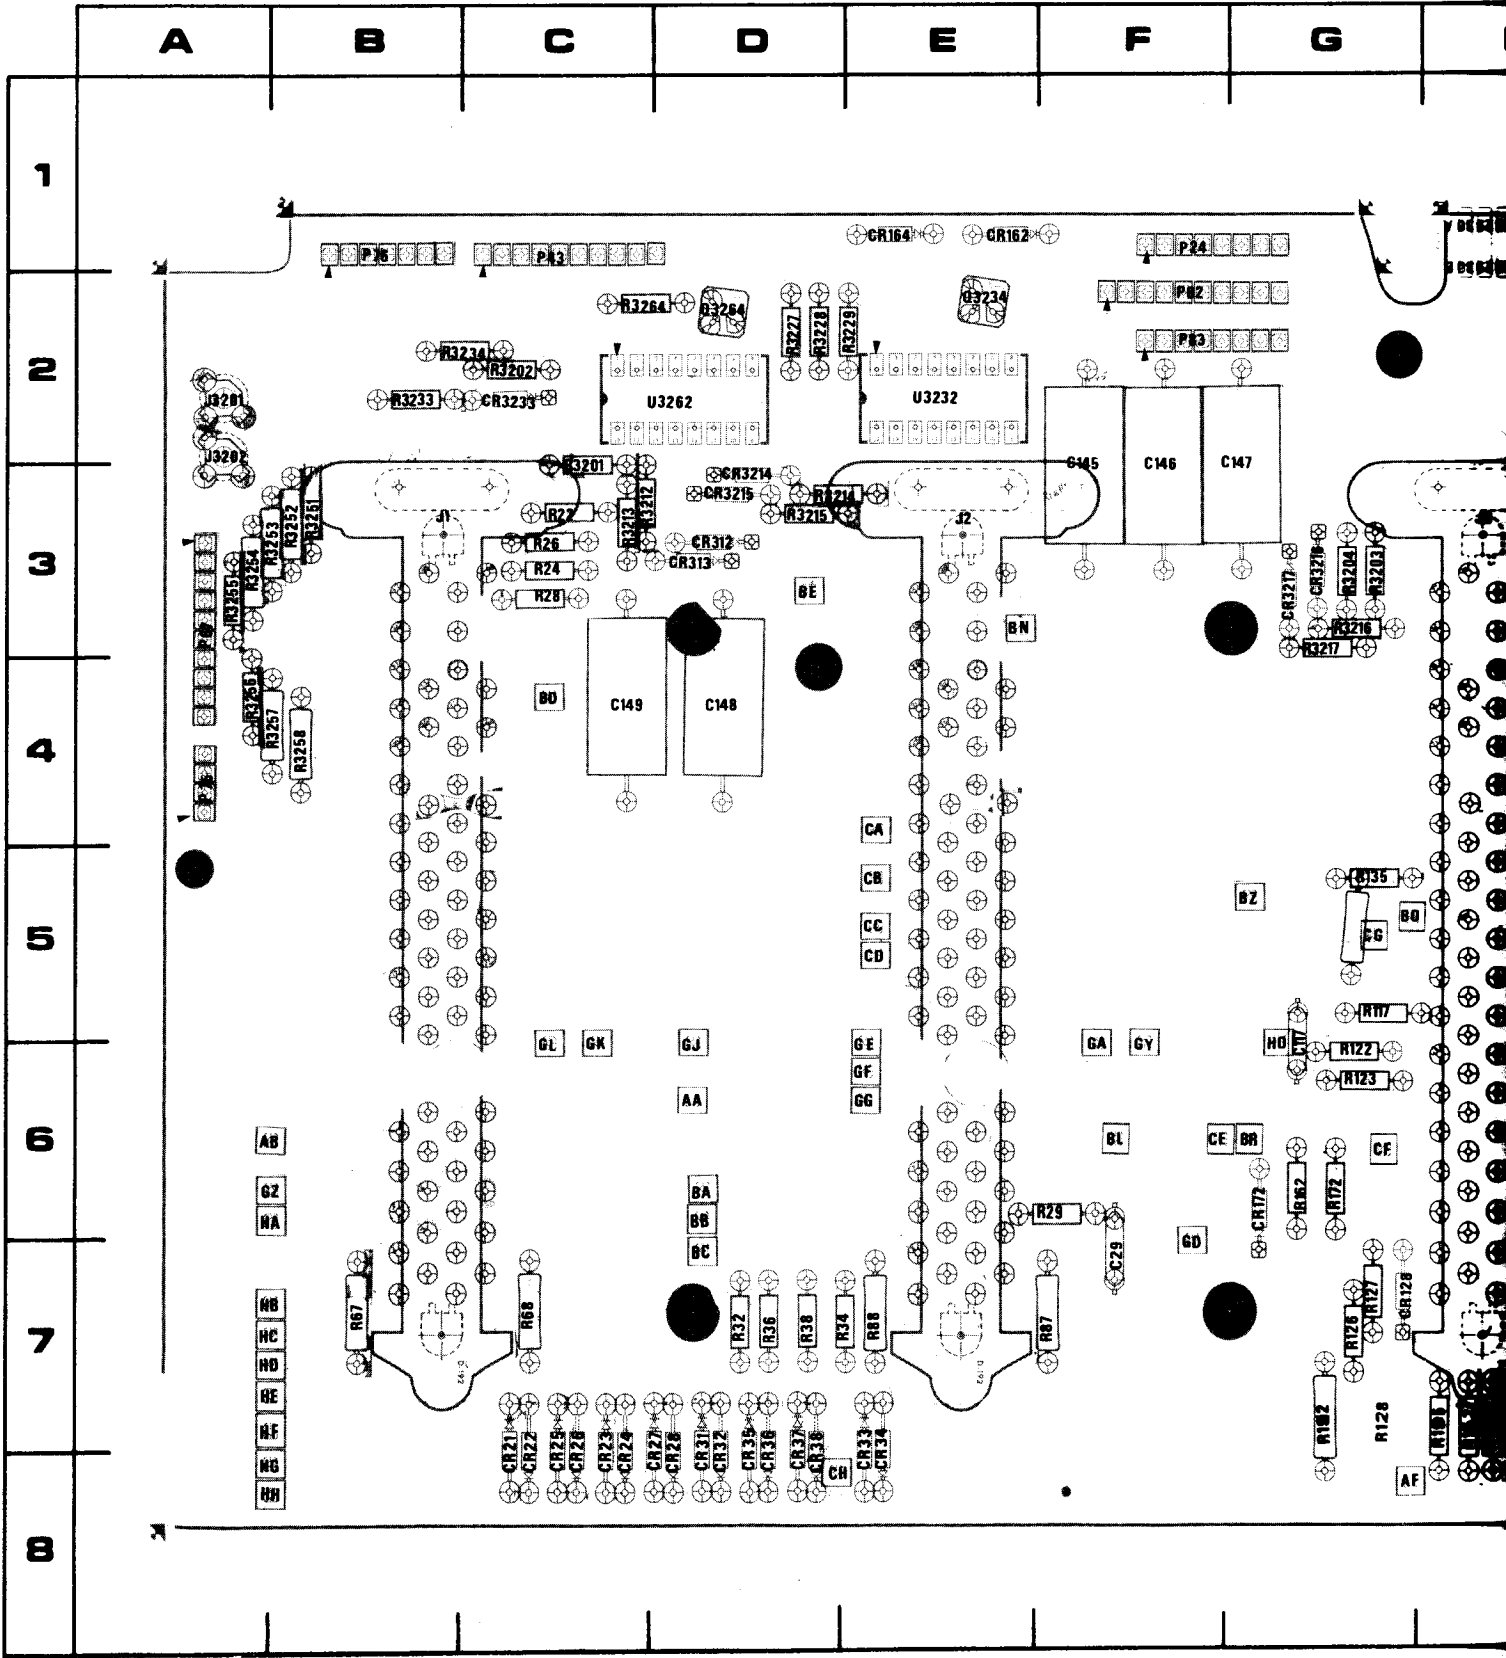 A B C D E F G
1
CR164 CR162 P24
P76 P43
2
R3264 Q3264 R3227 R3228 R3229 Q3234 P82
P83
R3234
R3202
R3233 CR3233 U3262 U3232
J3201
J3202
3
R3201 CR3214 C145 C146 C147
CR3215 R3214
R3253 R3252 R3251 J1 R22 R3213 R3212 R3215 J2
R26 CR312
R3255 R3254 R24 CR313 CR3217 CR3216 R3204 R3203
R28 BE
BN R3216
R3217
4
R3256 R3257 R3258 BD C149 C148
CA
5
CB R135
BZ
CC BQ
CD CG
R117
GL GK GJ GE GA GY HD C117 R122
GF R123
AA GG
6
AB BL CE BR CF
GZ BA CR172 R162 R172
HA BB R29
BC C29 GD
7
HB R67 R68 R32 R36 R38 R34 R88 R87 R126 R127 CR128
HC
HD
HE
HF R128
CR21 CR22 CR25 CR26 CR23 CR24 CR27 CR28 CR31 CR32 CR35 CR36 CR37 CR38 CR33 CR34
HG CH AF
HH
8